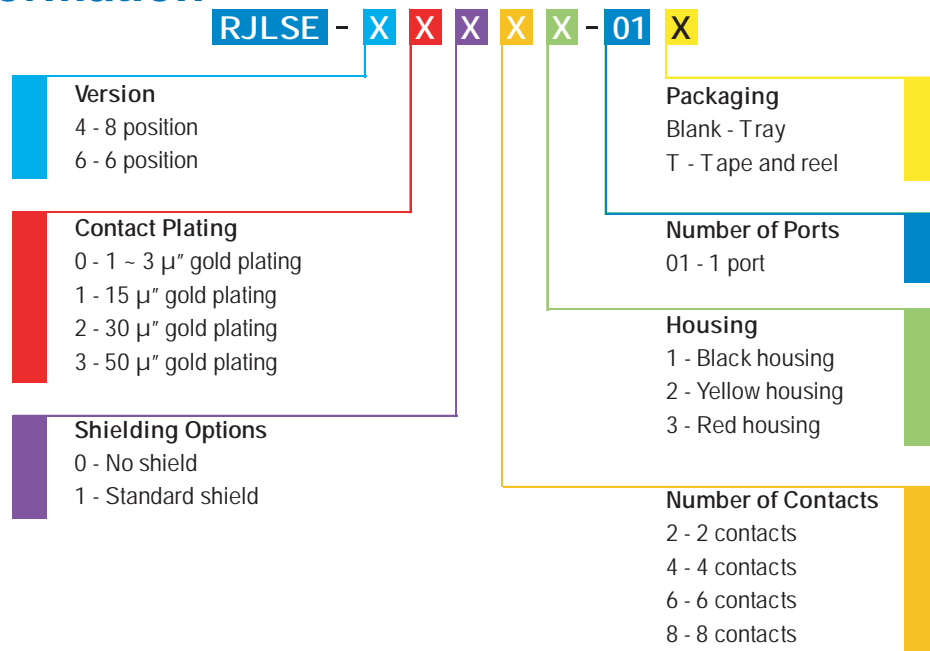 RJLSE - X X X X X - 01 X
Version
4 - 8 position
6 - 6 position
Contact Plating
0 - 1 ~ 3 µ" gold plating
1 - 15 µ" gold plating
2 - 30 µ" gold plating
3 - 50 µ" gold plating
Shielding Options
0 - No shield
1 - Standard shield
Packaging
Blank - Tray
T - Tape and reel
Number of Ports
01 - 1 port
Housing
1 - Black housing
2 - Yellow housing
3 - Red housing
Number of Contacts
2 - 2 contacts
4 - 4 contacts
6 - 6 contacts
8 - 8 contacts